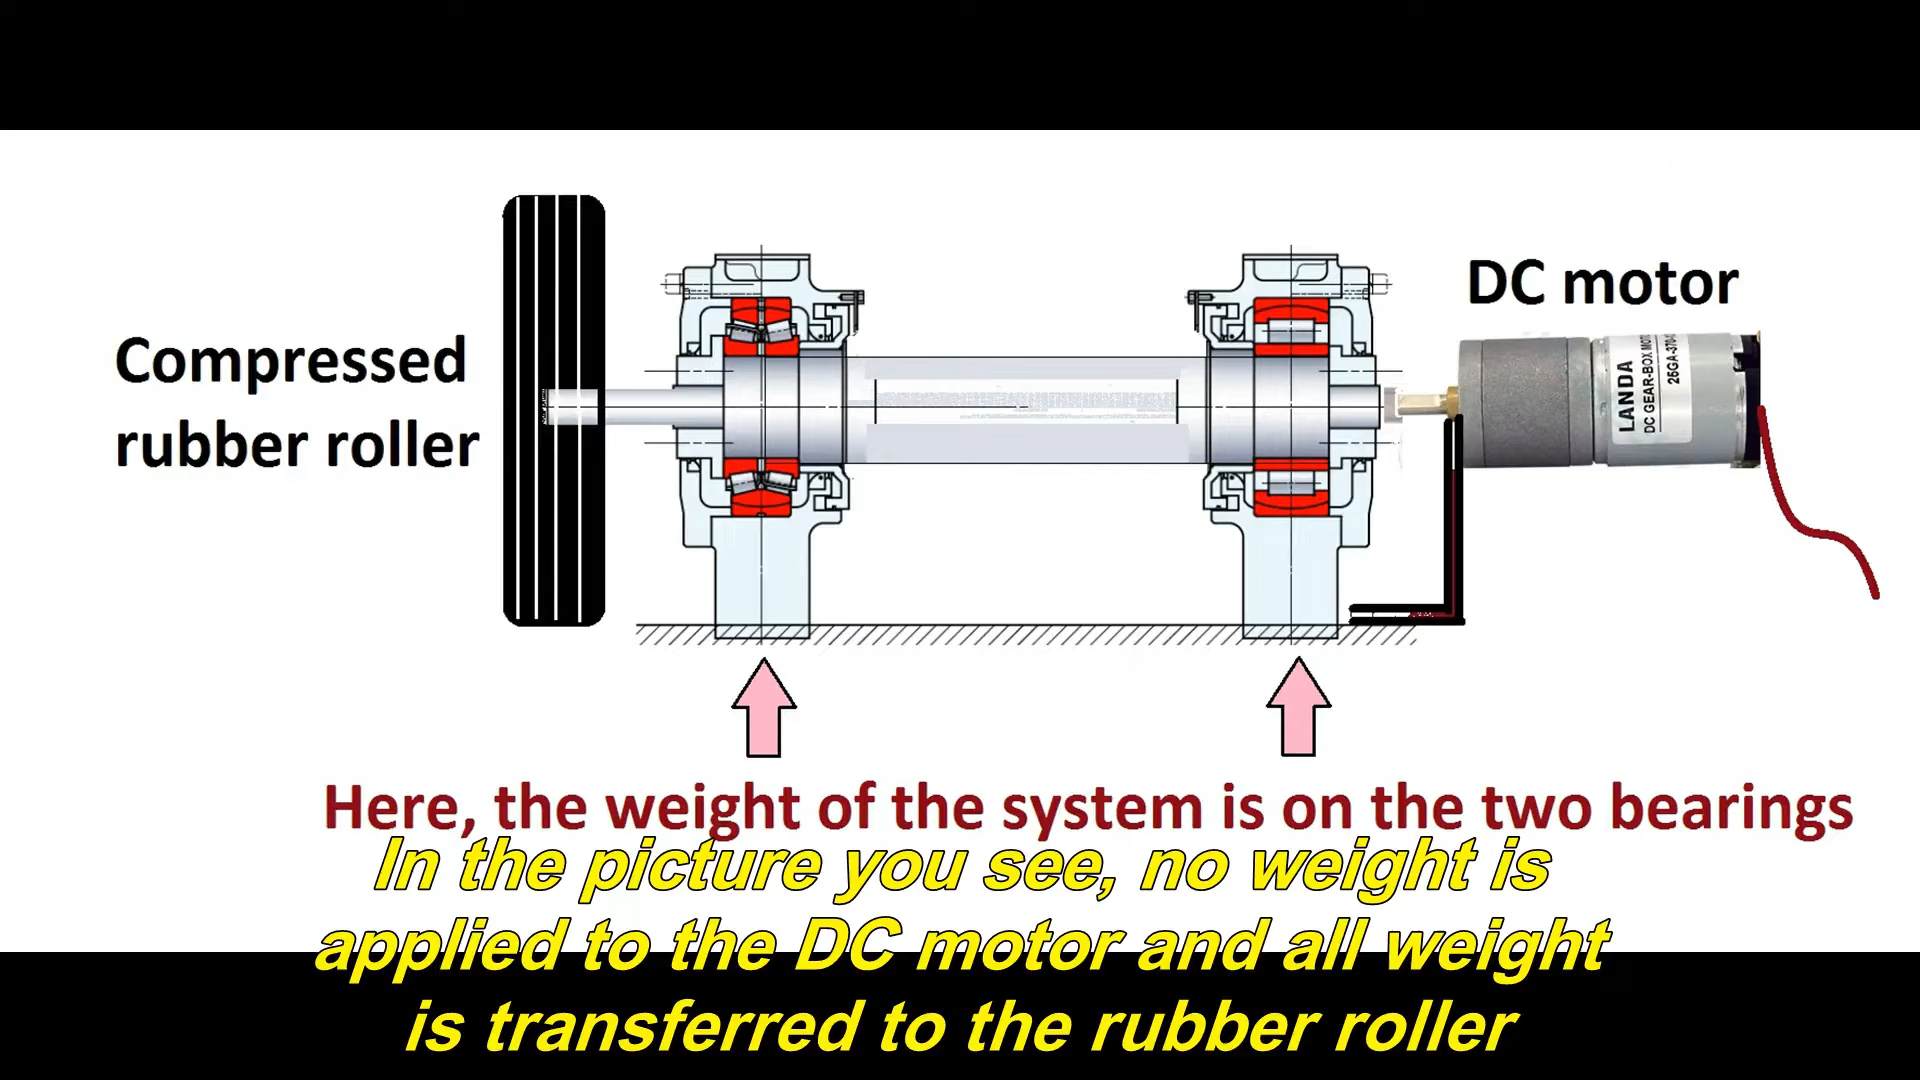 DC motor
Compressed
rubber roller
LANDA
DC GEAR-BOX MOTO
Here, the weight of the system is on the two bearings
In the picture you see, no weight is
applied to the DC motor and all weight
is transferred to the rubber roller